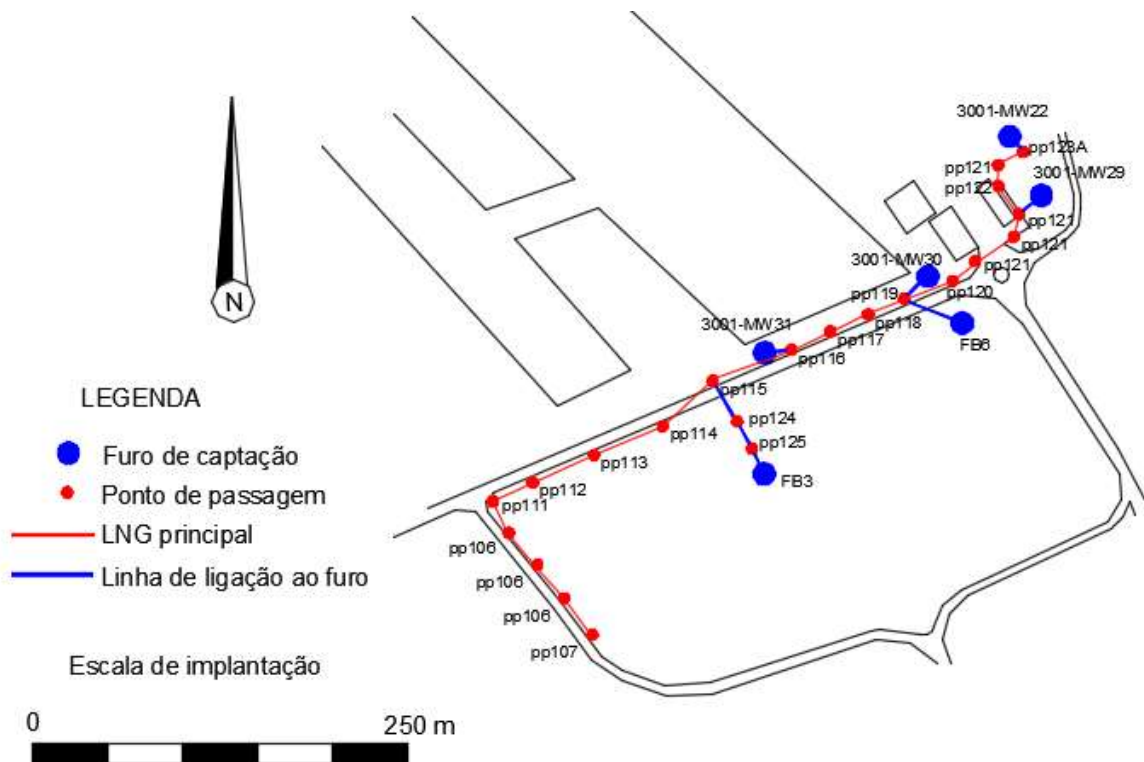 3001-MW22
pp123A
pp121
3001-MW29
pp122
pp121
pp121
3001-MW30
pp121
pp119
pp120
N
3001-MW31
pp118
pp117
FB6
pp116
pp115
LEGENDA
pp124
pp114
Furo de captação
pp125
pp113
FB3
Ponto de passagem
pp112
pp111
LNG principal
pp106
Linha de ligação ao furo
pp106
pp106
pp107
Escala de implantação
0
250 m